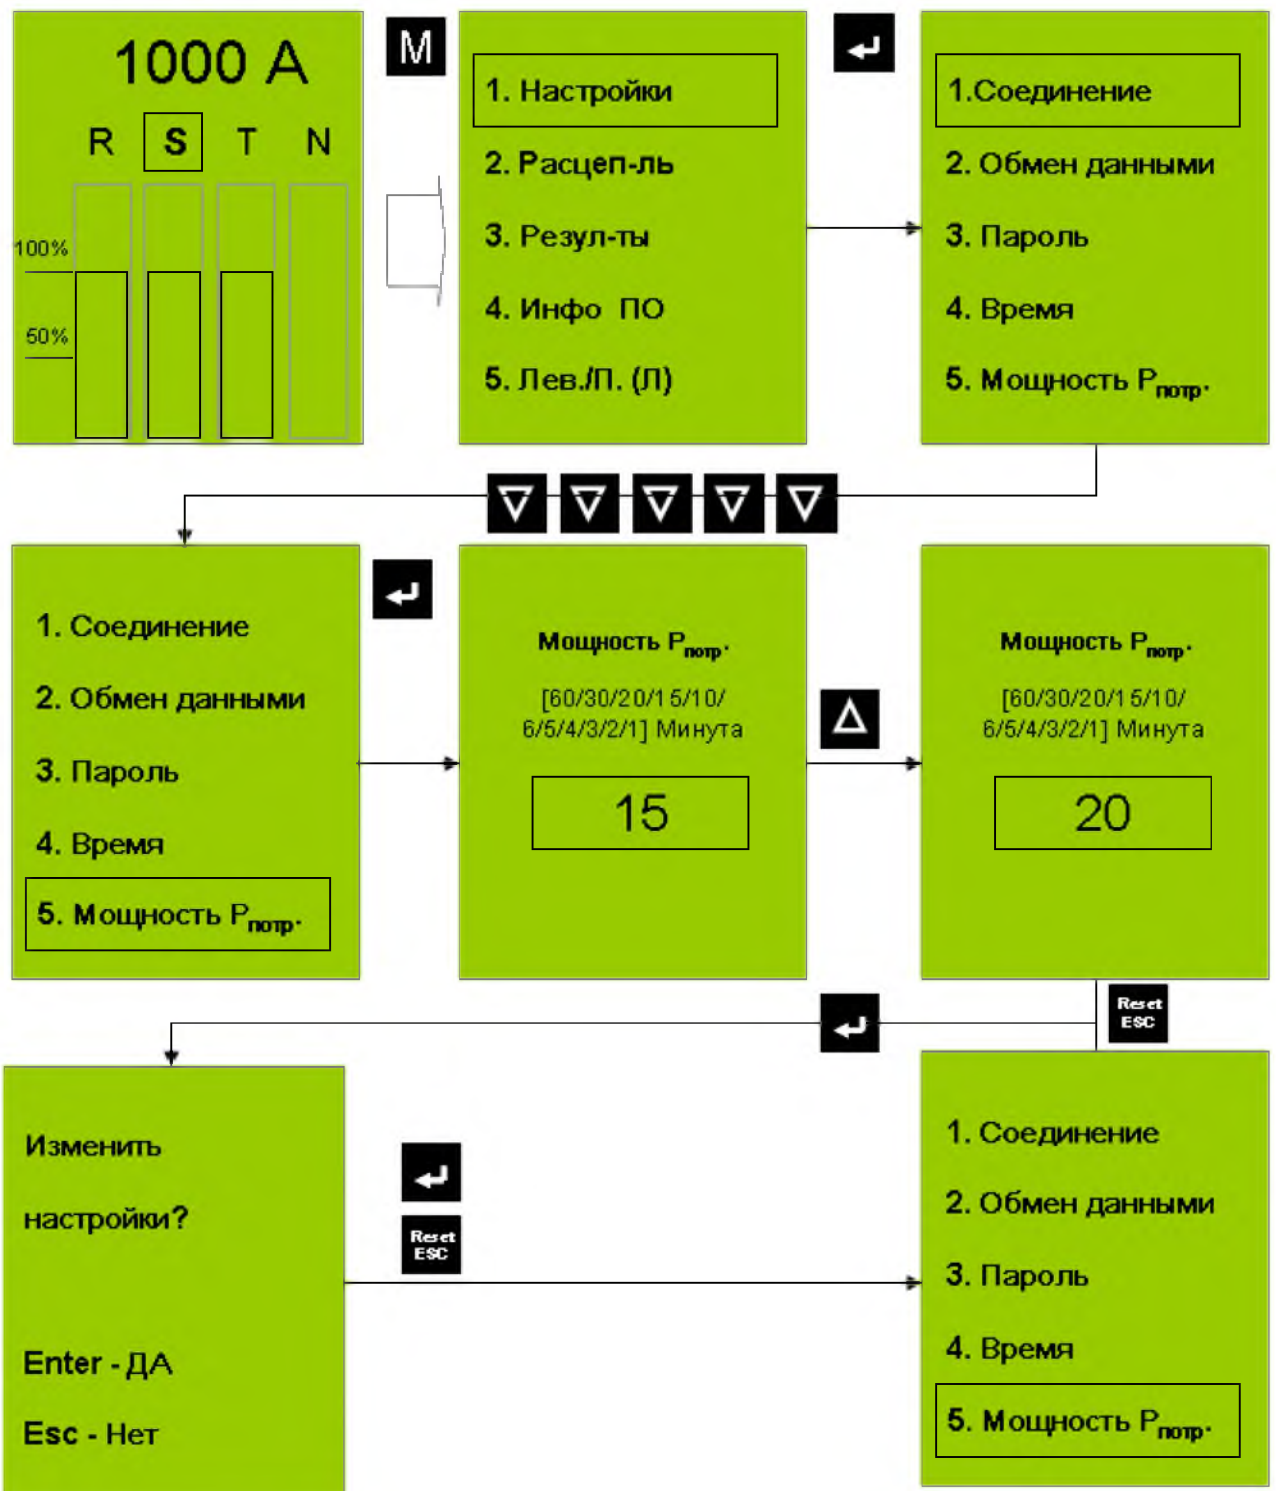 1000 A
R S T N
100%
50%
M
1. Настройки
2. Расцеп-ль
3. Резул-ты
4. Инфо ПО
5. Лев./П. (Л)
1.Соединение
2. Обмен данными
3. Пароль
4. Время
5. Мощность Pпотр.
1. Соединение
2. Обмен данными
3. Пароль
4. Время
5. Мощность Pпотр.
Мощность Pпотр.
[60/30/20/15/10/
6/5/4/3/2/1] Минута
15
Мощность Pпотр.
[60/30/20/15/10/
6/5/4/3/2/1] Минута
20
Reset
ESC
Изменить
настройки?
Enter - ДА
Esc - Нет
Reset
ESC
1. Соединение
2. Обмен данными
3. Пароль
4. Время
5. Мощность Pпотр.